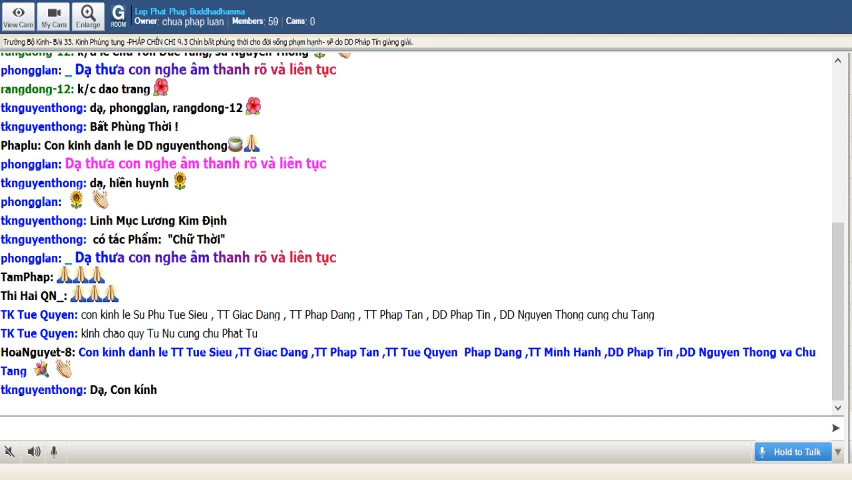 Lop Phat Phap Buddhadhamma
Owner: chua phap luan | Members: 59 | Cams: 0
View Cam
My Cam
Enlarge
G
ROOM
Trường Bộ Kinh- Bài 33. Kinh Phúng tụng -PHÁP CHÍN CHI 9.3 Chín bất phùng thời cho đời sống phạm hạnh- sẽ do DD Pháp Tín giảng giải.
phongglan: _ Dạ thưa con nghe âm thanh rõ và liên tục
rangdong-12: k/c dao trang
tknguyenthong: dạ, phongglan, rangdong-12
tknguyenthong: Bất Phùng Thời !
Phaplu: Con kinh danh le DD nguyenthong
phongglan: Dạ thưa con nghe âm thanh rõ và liên tục
tknguyenthong: dạ, hiền huynh
phongglan:
tknguyenthong: Linh Mục Lương Kim Định
tknguyenthong: có tác Phẩm: "Chữ Thời"
phongglan: _ Dạ thưa con nghe âm thanh rõ và liên tục
TamPhap:
Thi Hai QN_:
TK Tue Quyen: con kinh le Su Phu Tue Sieu , TT Giac Dang , TT Phap Dang , TT Phap Tan , DD Phap Tin , DD Nguyen Thong cung chu Tang
TK Tue Quyen: kinh chao quy Tu Nu cung chu Phat Tu
HoaNguyet-8: Con kinh danh le TT Tue Sieu ,TT Giac Dang ,TT Phap Tan ,TT Tue Quyen Phap Dang ,TT Minh Hanh ,DD Phap Tin ,DD Nguyen Thong va Chu
Tang
tknguyenthong: Dạ, Con kính
Hold to Talk